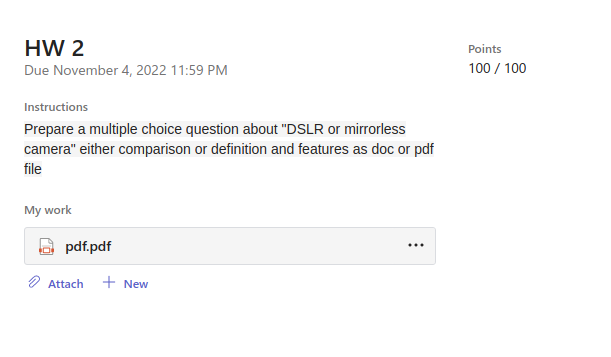 HW 2
Due November 4, 2022 11:59 PM
Points
100 / 100
Instructions
Prepare a multiple choice question about "DSLR or mirrorless
camera" either comparison or definition and features as doc or pdf
file
My work
pdf.pdf
Attach
New